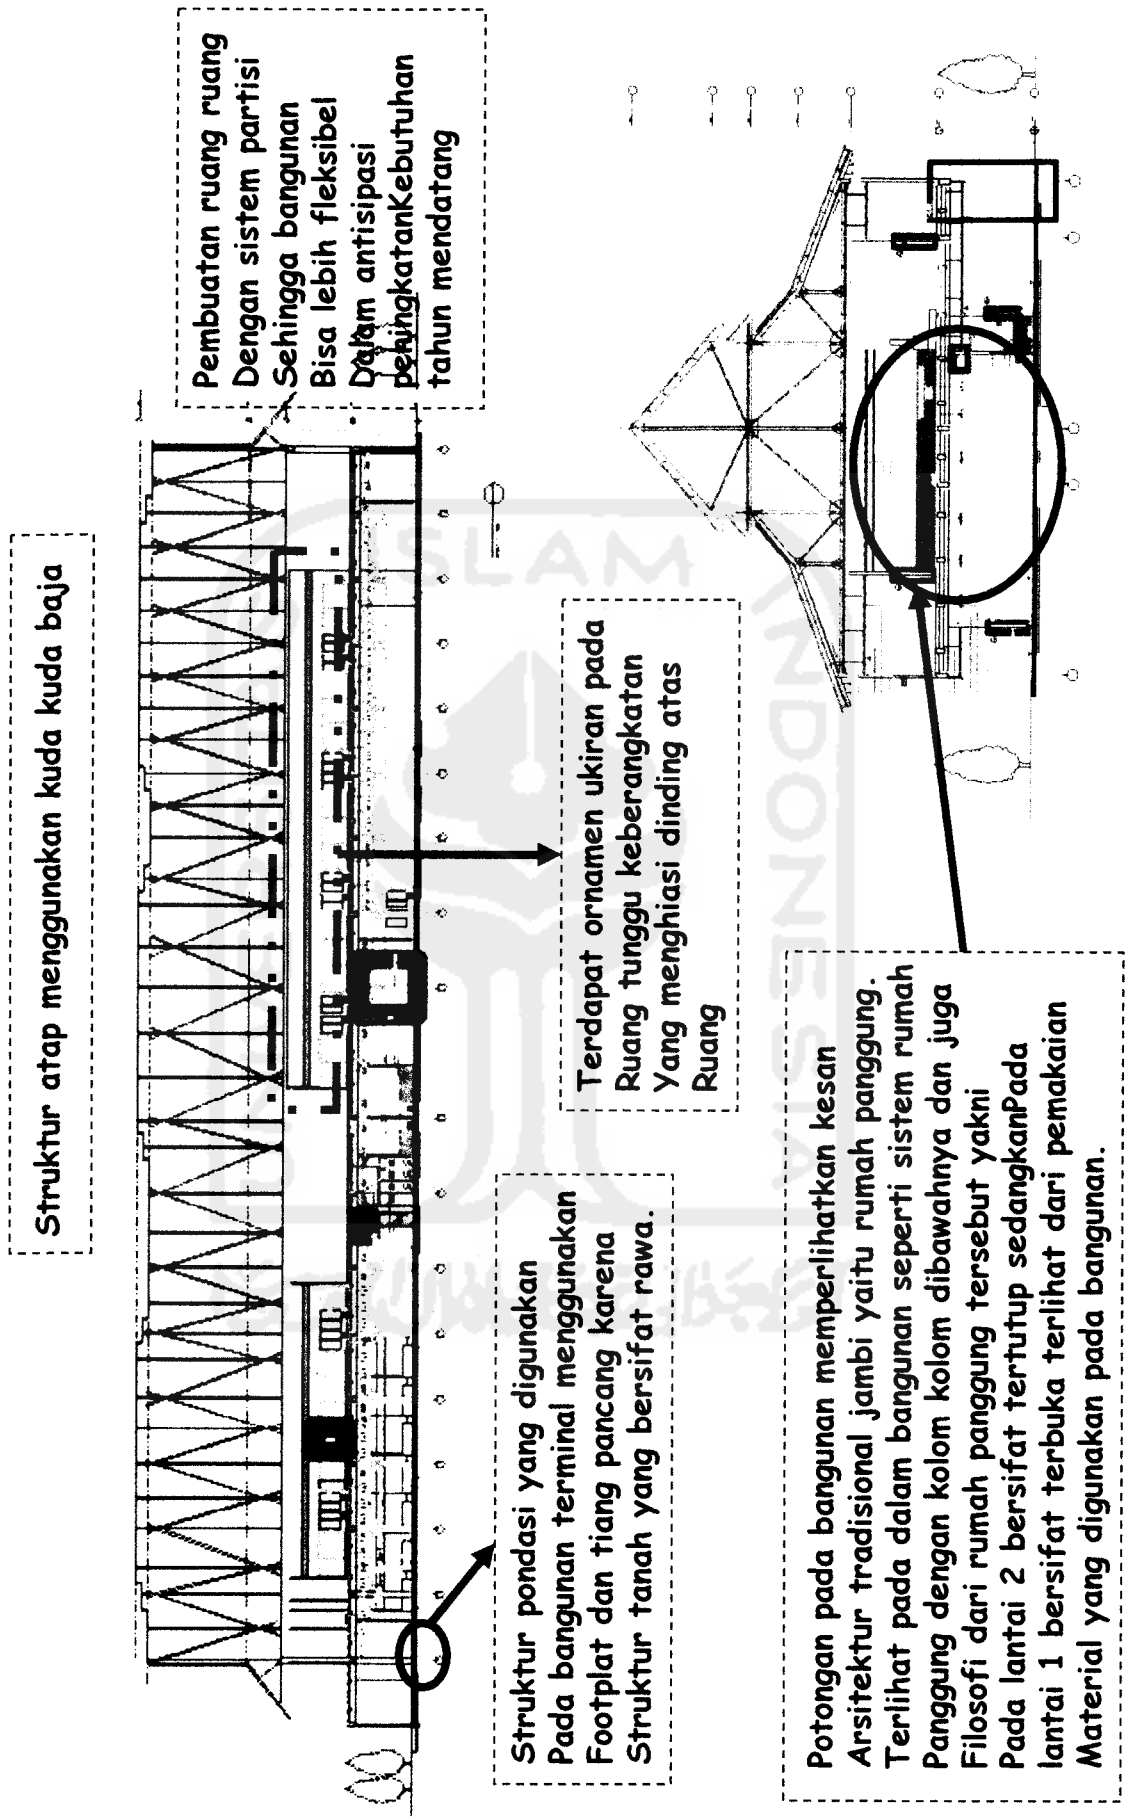 Struktur atap menggunakan kuda kuda baja
Pembuatan ruang ruang
Dengan sistem partisi
Sehingga bangunan
Bisa lebih fleksibel
Dalam antisipasi
peningkatanKebutuhan
tahun mendatang
Struktur pondasi yang digunakan
Pada bangunan terminal menggunakan
Footplat dan tiang pancang karena
Struktur tanah yang bersifat rawa.
Terdapat ornamen ukiran pada
Ruang tunggu keberangkatan
Yang menghiasi dinding atas
Ruang
Potongan pada bangunan memperlihatkan kesan
Arsitektur tradisional jambi yaitu rumah panggung.
Terlihat pada dalam bangunan seperti sistem rumah
Panggung dengan kolom kolom dibawahnya dan juga
Filosofi dari rumah panggung tersebut yakni
Pada lantai 2 bersifat tertutup sedangkanPada
lantai 1 bersifat terbuka terlihat dari pemakaian
Material yang digunakan pada bangunan.
ISLAM
INDONESIA